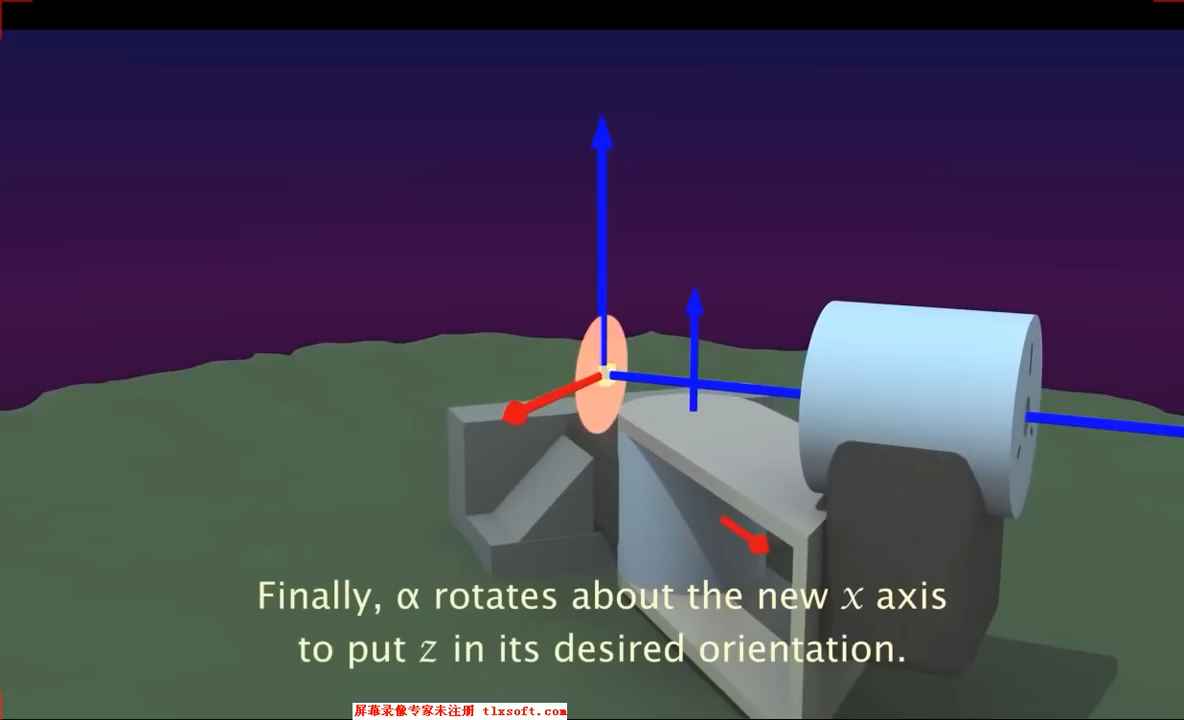 Finally, α rotates about the new x axis
to put z in its desired orientation.
屏幕录像专家未注册 tlxsoft.com